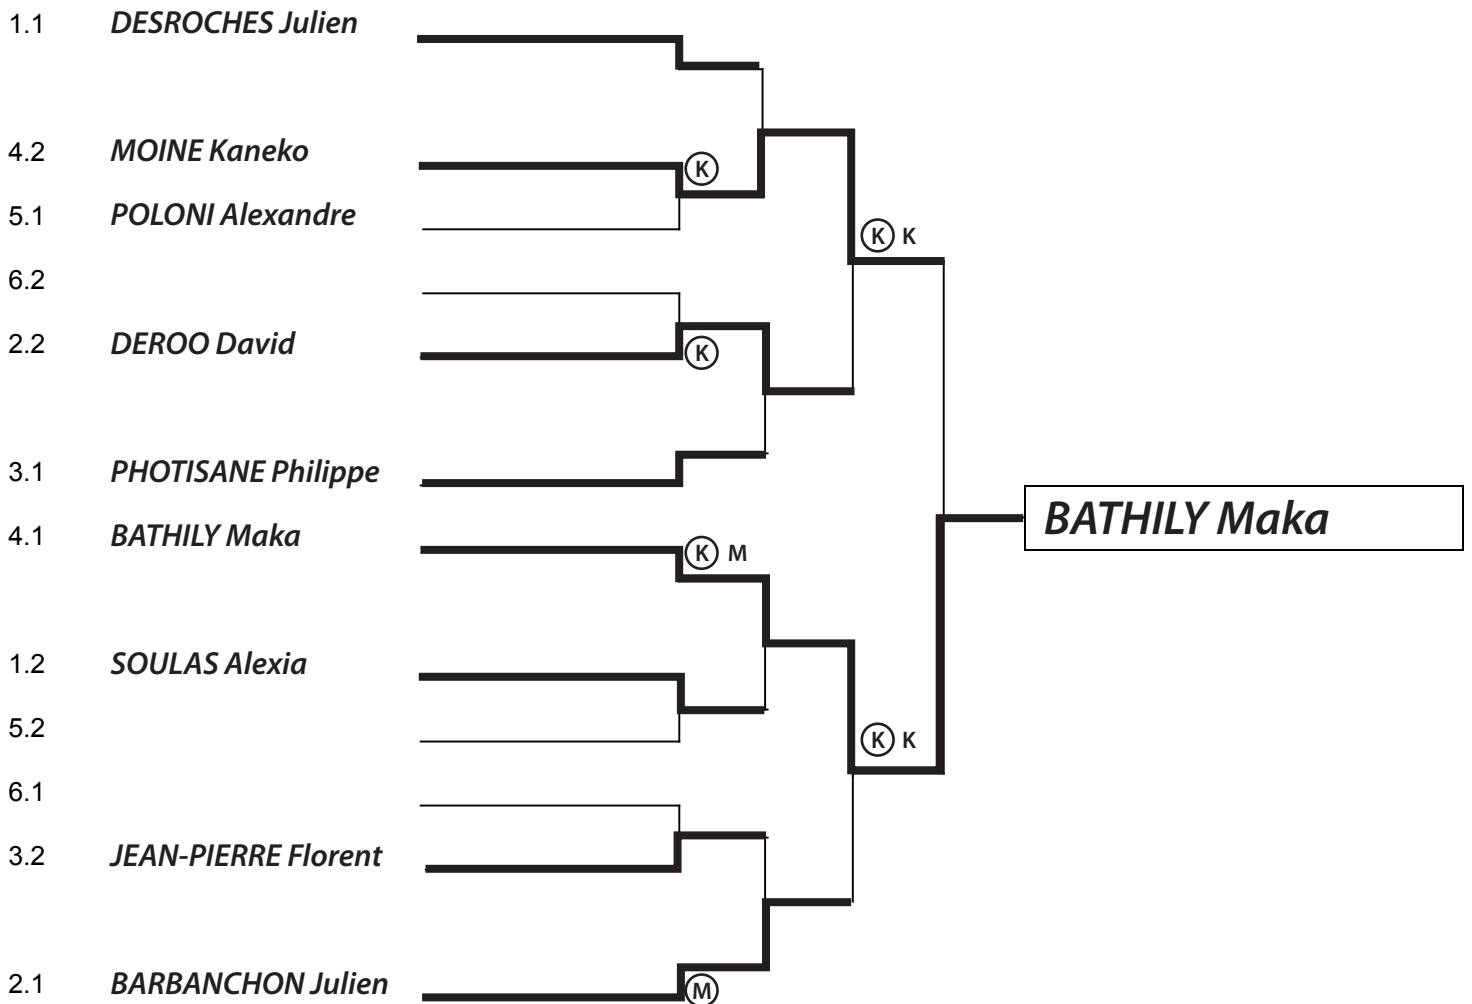 1.1 DESROCHES Julien
4.2 MOINE Kaneko
K
5.1 POLONI Alexandre
K K
6.2
2.2 DEROO David
K
3.1 PHOTISANE Philippe
BATHILY Maka
4.1 BATHILY Maka
K M
1.2 SOULAS Alexia
5.2
K K
6.1
3.2 JEAN-PIERRE Florent
2.1 BARBANCHON Julien
M